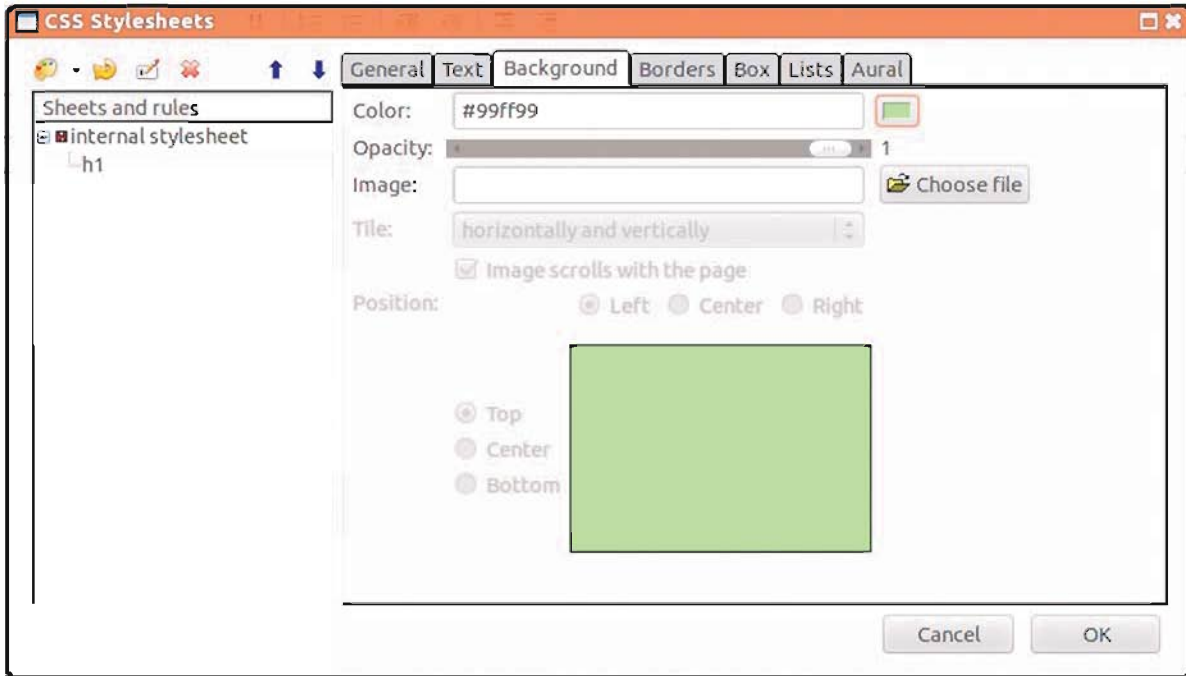 CSS Stylesheets
General Text Background Borders Box Lists Aural
Sheets and rules
internal stylesheet
h1
Color: #99ff99
Opacity: 1
Image: Choose file
Tile: horizontally and vertically
Image scrolls with the page
Position: Left Center Right
Top
Center
Bottom
Cancel OK